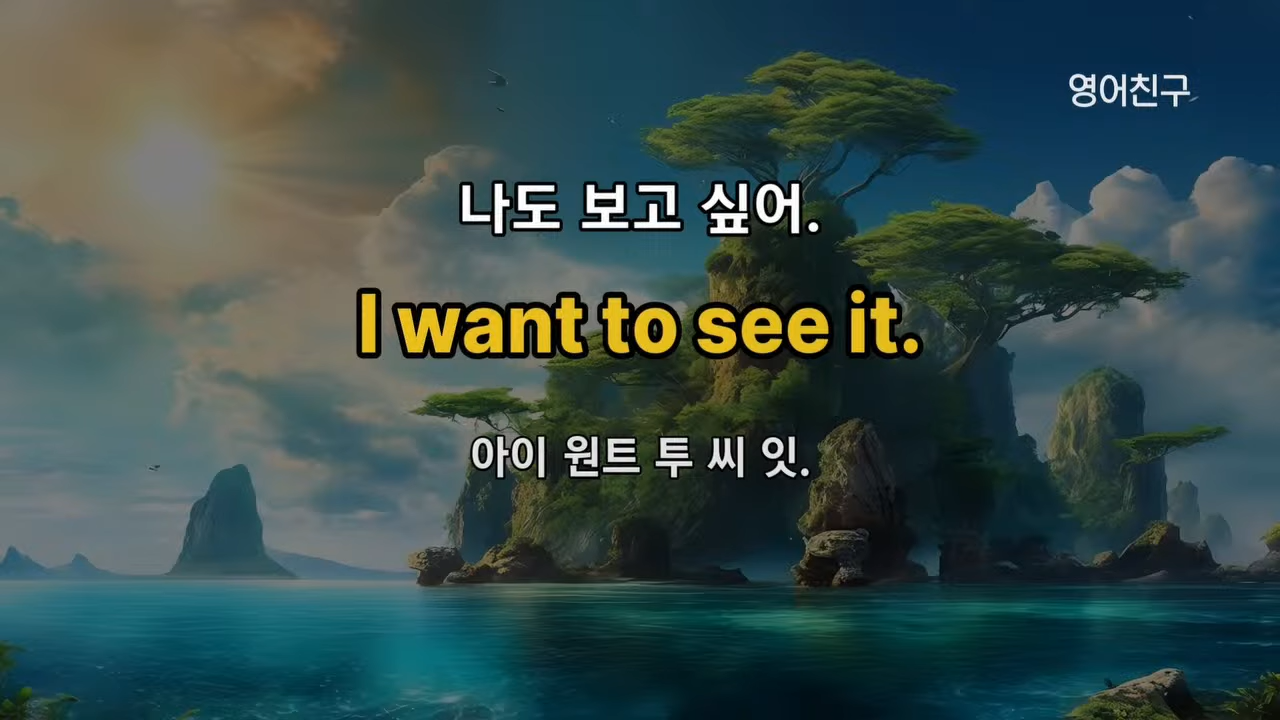 영어친구
나도 보고 싶어.
I want to see it.
아이 원트 투 씨 잇.